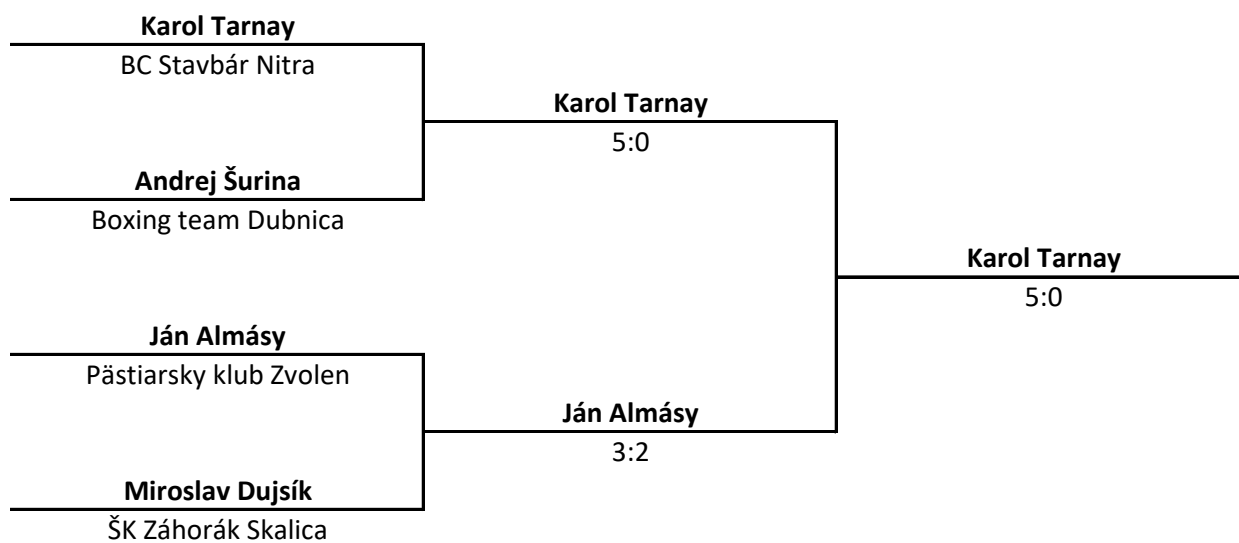 Karol Tarnay
BC Stavbár Nitra
Karol Tarnay
5:0
Andrej Šurina
Boxing team Dubnica
Karol Tarnay
5:0
Ján Almásy
Pästiarsky klub Zvolen
Ján Almásy
3:2
Miroslav Dujsík
ŠK Záhorák Skalica